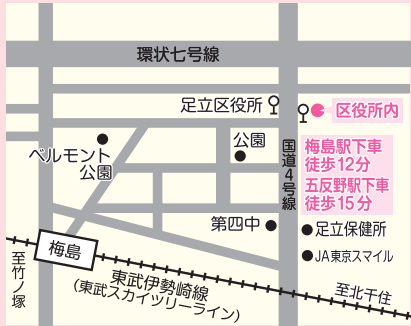 環状七号線
足立区役所
区役所内
ベルモント
公園
公園
国道4号線
梅島駅下車
徒歩12分
五反野駅下車
徒歩15分
第四中
足立保健所
JA東京スマイル
梅島
至竹ノ塚
東武伊勢崎線
(東武スカイツリーライン)
至北千住